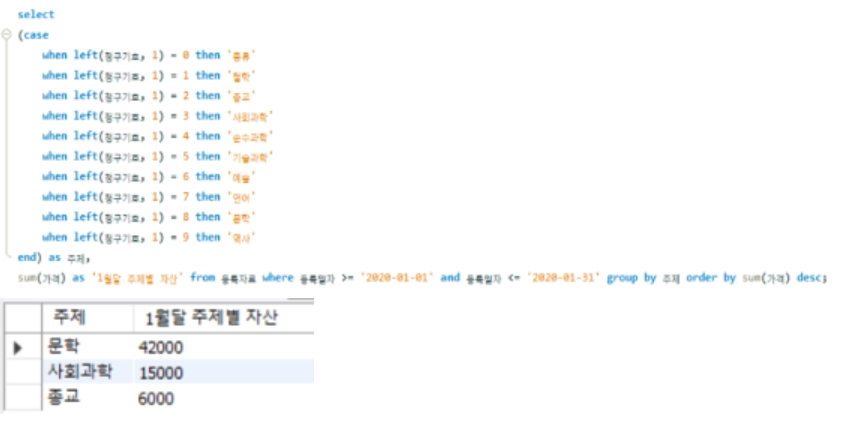 select
(case
when left(청구기호, 1) = 0 then '총류'
when left(청구기호, 1) = 1 then '철학'
when left(청구기호, 1) = 2 then '종교'
when left(청구기호, 1) = 3 then '사회과학'
when left(청구기호, 1) = 4 then '순수과학'
when left(청구기호, 1) = 5 then '기술과학'
when left(청구기호, 1) = 6 then '예술'
when left(청구기호, 1) = 7 then '언어'
when left(청구기호, 1) = 8 then '문학'
when left(청구기호, 1) = 9 then '역사'
end) as 주제,
sum(가격) as '1월달 주제별 자산' from 등록자료 where 등록일자 >= '2020-01-01' and 등록일자 <= '2020-01-31' group by 주제 order by sum(가격) desc;
주제 1월달 주제별 자산
문학 42000
사회과학 15000
종교 6000